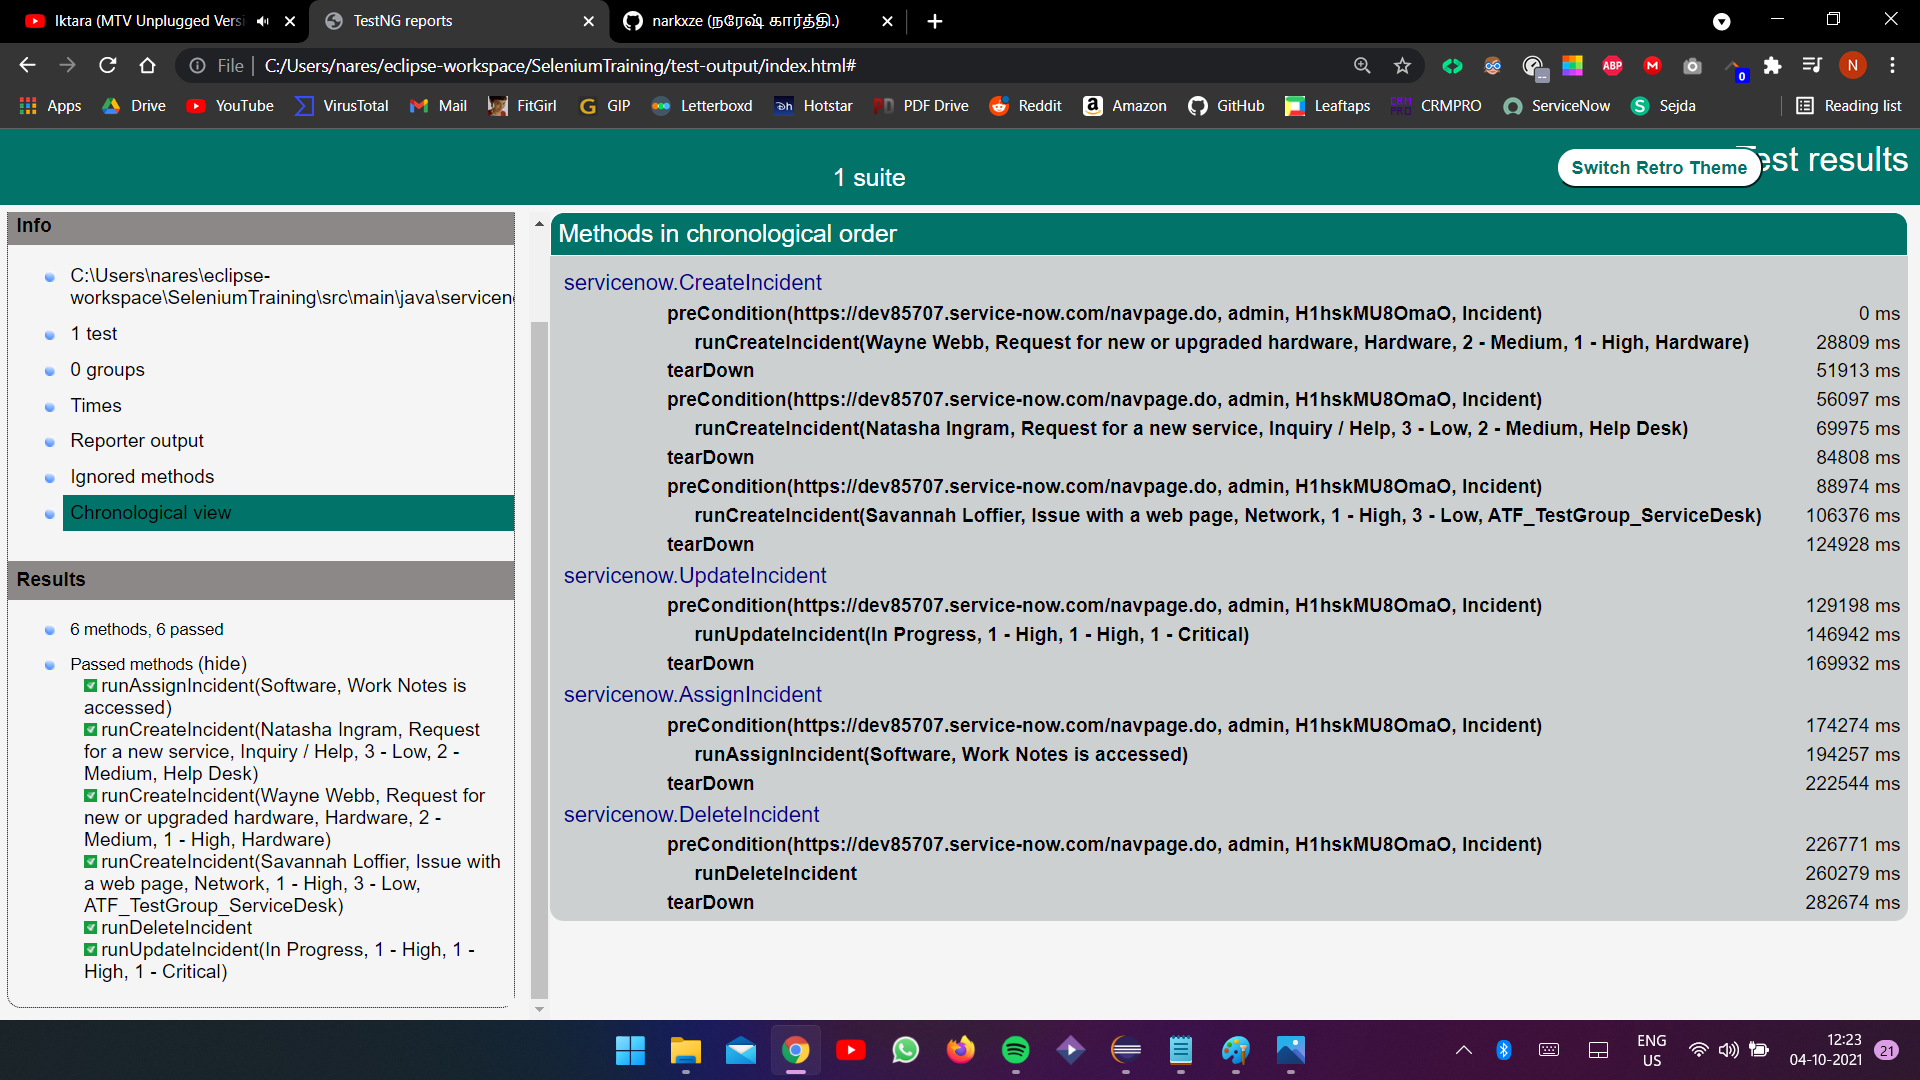 Iktara (MTV Unplugged Versi
TestNG reports
narkxze (நரேஷ் கார்த்தி.)
File
C:/Users/nares/eclipse-workspace/SeleniumTraining/test-output/index.html#
ABP
M
0
N
Apps
Drive
YouTube
VirusTotal
Mail
FitGirl
GIP
Letterboxd
Hotstar
PDF Drive
Reddit
Amazon
GitHub
Leaftaps
CRMPRO
ServiceNow
Sejda
Reading list
1 suite
Switch Retro Theme
Test results
Info
C:\Users\nares\eclipse-
workspace\SeleniumTraining\src\main\java\servicen
1 test
0 groups
Times
Reporter output
Ignored methods
Chronological view
Results
6 methods, 6 passed
Passed methods (hide)
runAssignIncident(Software, Work Notes is
accessed)
runCreateIncident(Natasha Ingram, Request
for a new service, Inquiry / Help, 3 - Low, 2 -
Medium, Help Desk)
runCreateIncident(Wayne Webb, Request for
new or upgraded hardware, Hardware, 2 -
Medium, 1 - High, Hardware)
runCreateIncident(Savannah Loffier, Issue with
a web page, Network, 1 - High, 3 - Low,
ATF_TestGroup_ServiceDesk)
runDeleteIncident
runUpdateIncident(In Progress, 1 - High, 1 -
High, 1 - Critical)
Methods in chronological order
servicenow.CreateIncident
preCondition(https://dev85707.service-now.com/navpage.do, admin, H1hskMU8OmaO, Incident) 0 ms
runCreateIncident(Wayne Webb, Request for new or upgraded hardware, Hardware, 2 - Medium, 1 - High, Hardware) 28809 ms
tearDown 51913 ms
preCondition(https://dev85707.service-now.com/navpage.do, admin, H1hskMU8OmaO, Incident) 56097 ms
runCreateIncident(Natasha Ingram, Request for a new service, Inquiry / Help, 3 - Low, 2 - Medium, Help Desk) 69975 ms
tearDown 84808 ms
preCondition(https://dev85707.service-now.com/navpage.do, admin, H1hskMU8OmaO, Incident) 88974 ms
runCreateIncident(Savannah Loffier, Issue with a web page, Network, 1 - High, 3 - Low, ATF_TestGroup_ServiceDesk) 106376 ms
tearDown 124928 ms
servicenow.UpdateIncident
preCondition(https://dev85707.service-now.com/navpage.do, admin, H1hskMU8OmaO, Incident) 129198 ms
runUpdateIncident(In Progress, 1 - High, 1 - High, 1 - Critical) 146942 ms
tearDown 169932 ms
servicenow.AssignIncident
preCondition(https://dev85707.service-now.com/navpage.do, admin, H1hskMU8OmaO, Incident) 174274 ms
runAssignIncident(Software, Work Notes is accessed) 194257 ms
tearDown 222544 ms
servicenow.DeleteIncident
preCondition(https://dev85707.service-now.com/navpage.do, admin, H1hskMU8OmaO, Incident) 226771 ms
runDeleteIncident 260279 ms
tearDown 282674 ms
ENG
US
12:23
04-10-2021
21